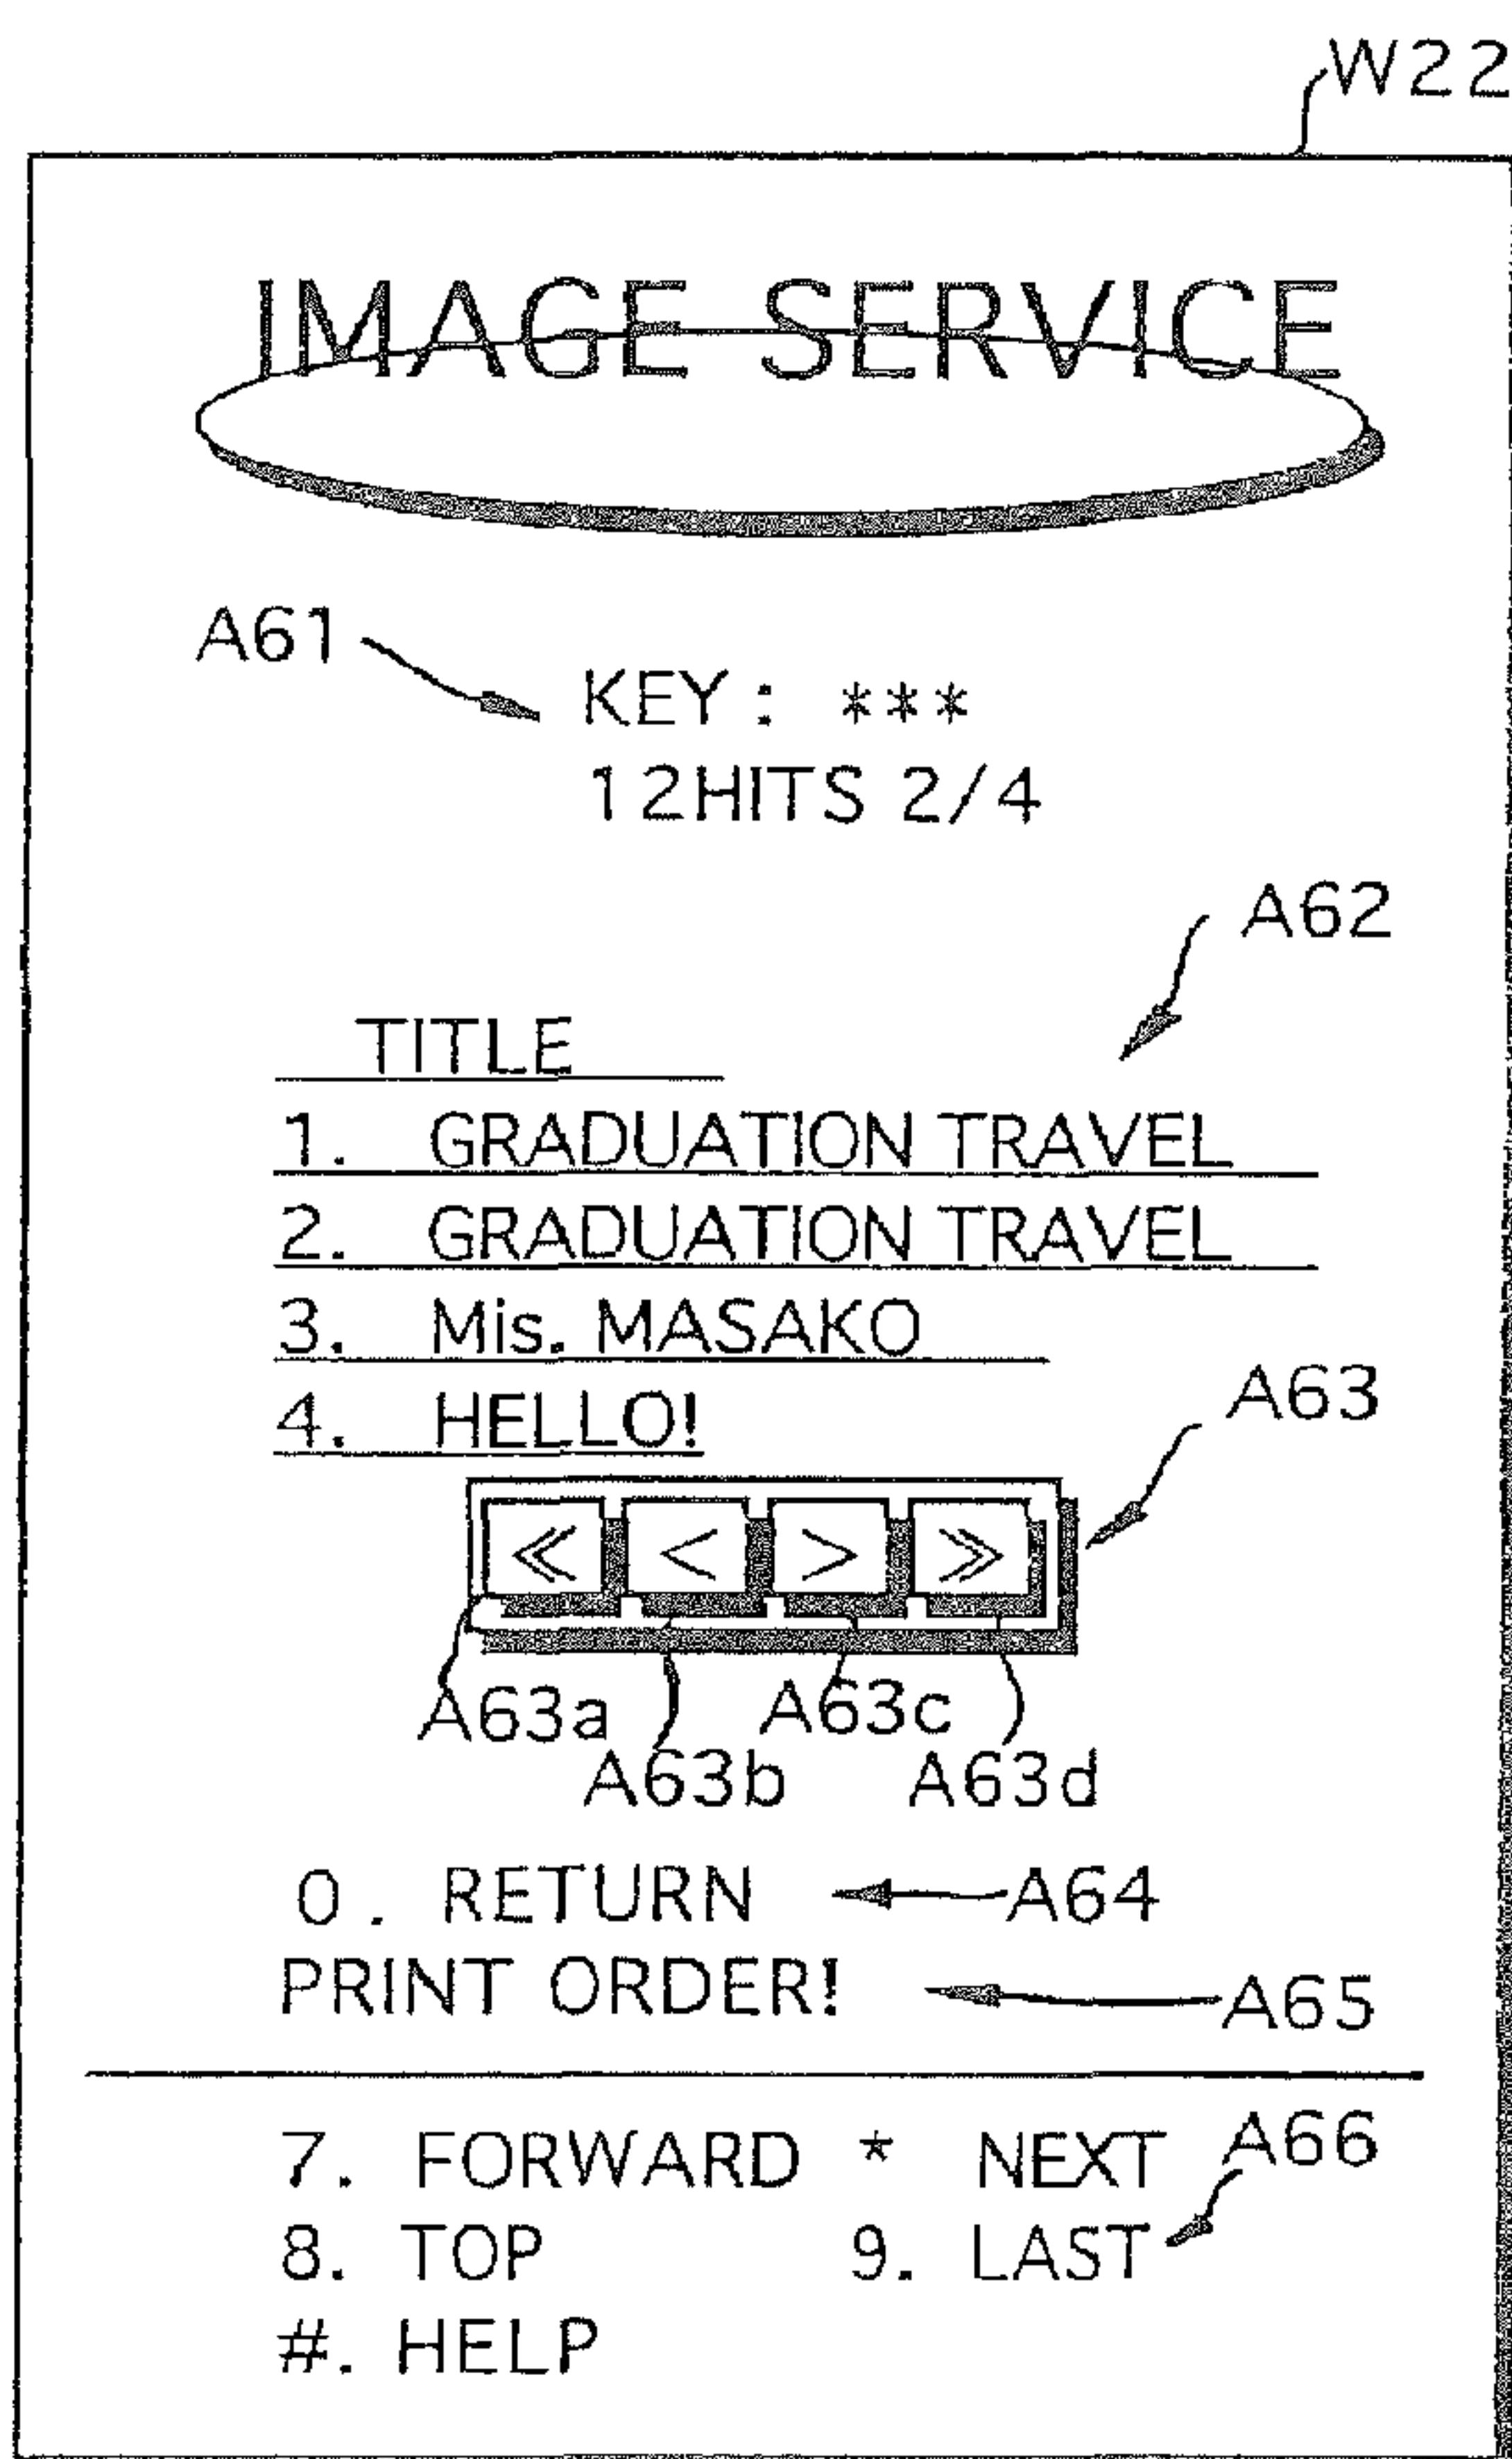 W22
IMAGE SERVICE
A61
KEY : ***
12HITS 2/4
A62
TITLE
1. GRADUATION TRAVEL
2. GRADUATION TRAVEL
3. Mis. MASAKO
4. HELLO!
A63
≪ < > ≫
A63a A63c
A63b A63d
0. RETURN A64
PRINT ORDER! A65
7. FORWARD * NEXT A66
8. TOP 9. LAST
#. HELP